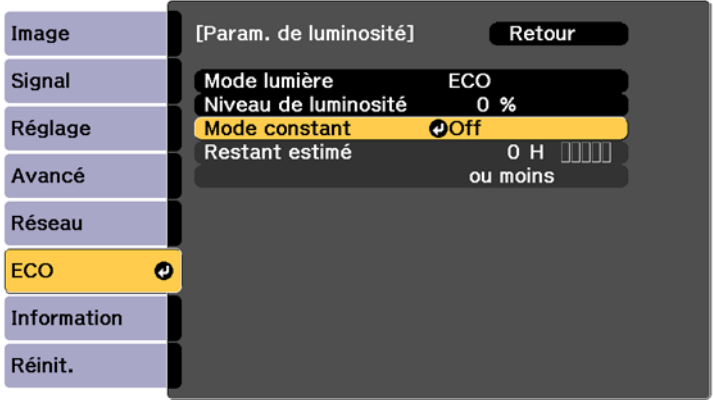 Image
Signal
Réglage
Avancé
Réseau
ECO
Information
Réinit.
[Param. de luminosité] Retour
Mode lumière ECO
Niveau de luminosité 0 %
Mode constant Off
Restant estimé 0 H
ou moins